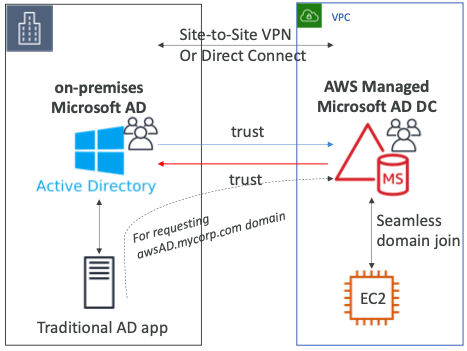 VPC
Site-to-Site VPN
Or Direct Connect
on-premises
Microsoft AD
AWS Managed
Microsoft AD DC
trust
Active Directory
MS
trust
For requesting
awsAD.mycorp.com domain
Seamless
domain join
EC2
Traditional AD app